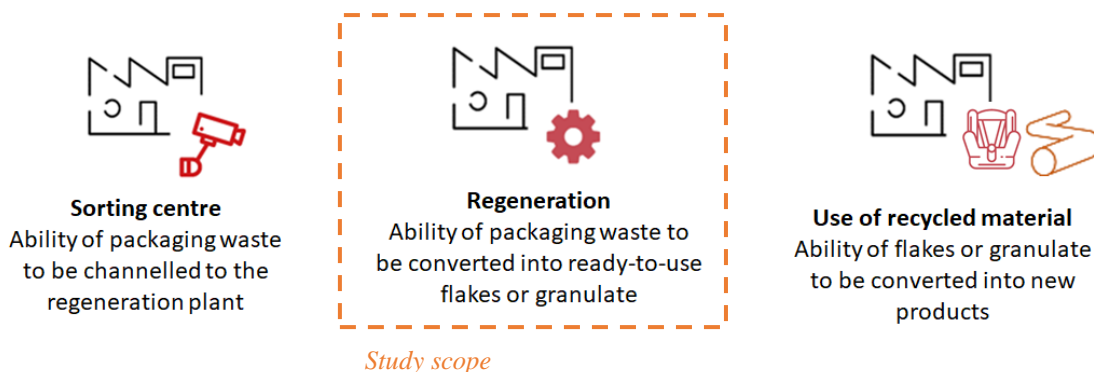 Sorting centre
Ability of packaging waste
to be channelled to the
regeneration plant
Regeneration
Ability of packaging waste to
be converted into ready-to-use
flakes or granulate
Use of recycled material
Ability of flakes or granulate
to be converted into new
products
Study scope